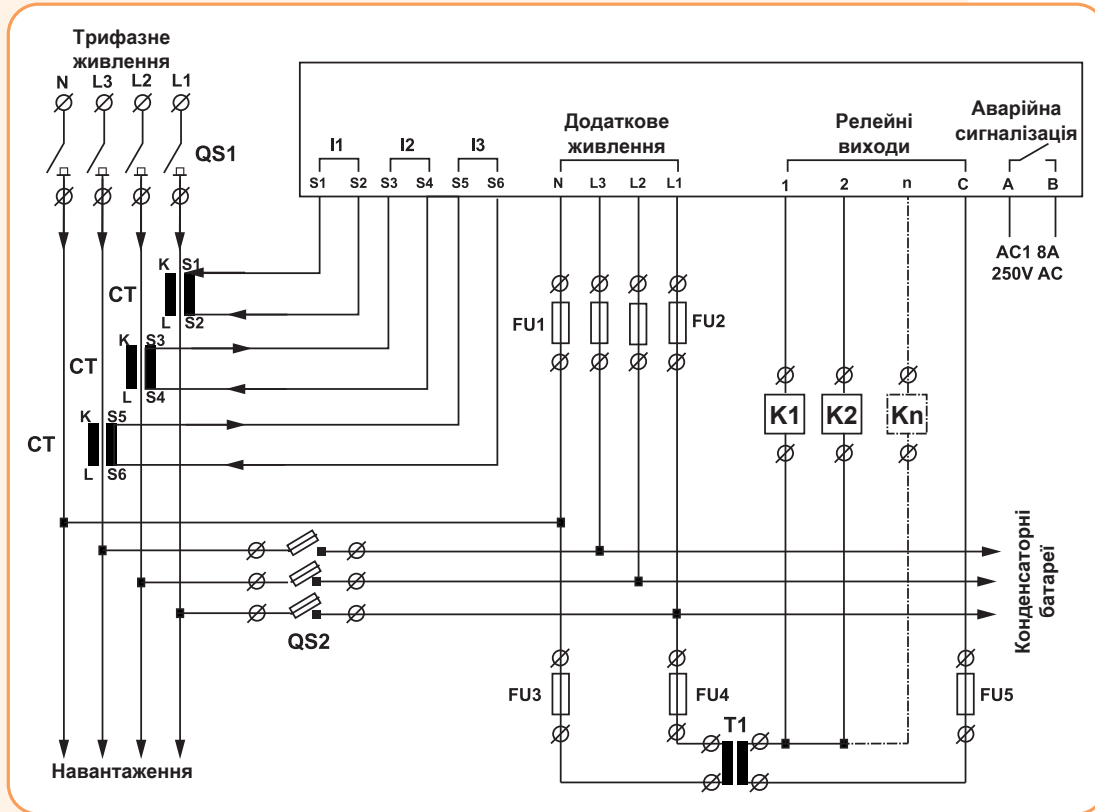 Трифазне
живлення
N L3 L2 L1
QS1
I1 I2 I3
S1 S2 S3 S4 S5 S6
Додаткове
живлення
N L3 L2 L1
Релейні
виходи
1 2 n C
Аварійна
сигналізація
A B
AC1 8A
250V AC
K S1
CT
L S2
K S3
CT
L S4
K S5
CT
L S6
FU1 FU2
K1 K2 Kn
QS2
Конденсаторні
батареї
FU3 FU4 FU5
T1
Навантаження